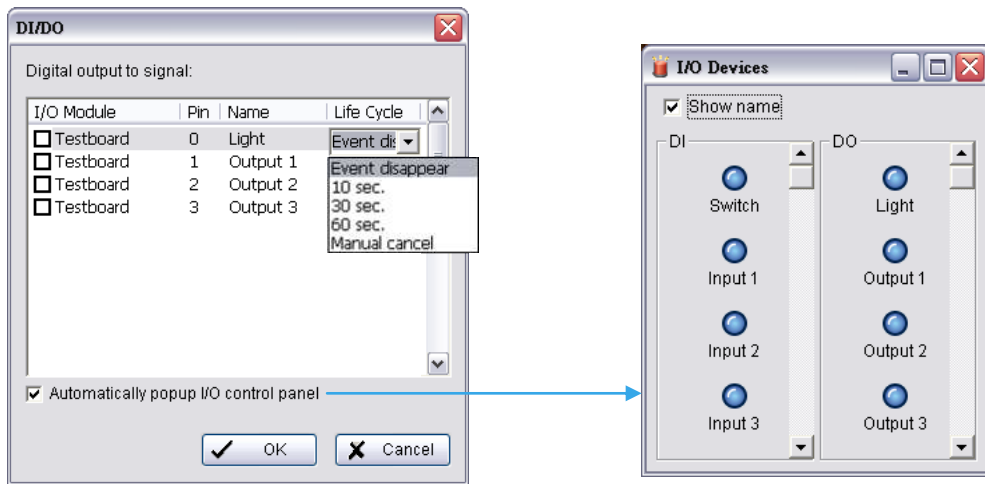 DI/DO
Digital output to signal:
I/O Module Pin Name Life Cycle
Testboard 0 Light Event dis
Testboard 1 Output 1
Testboard 2 Output 2
Testboard 3 Output 3
Event disappear
10 sec.
30 sec.
60 sec.
Manual cancel
Automatically popup I/O control panel
OK Cancel
I/O Devices
Show name
DI
Switch
Input 1
Input 2
Input 3
DO
Light
Output 1
Output 2
Output 3